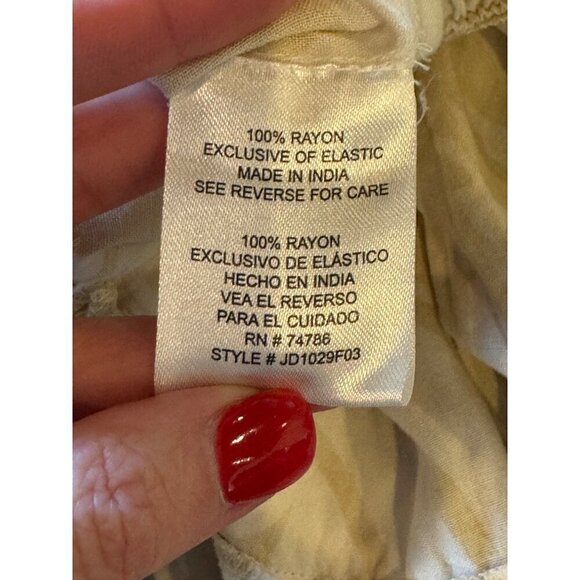 100% RAYON
EXCLUSIVE OF ELASTIC
MADE IN INDIA
SEE REVERSE FOR CARE
100% RAYON
EXCLUSIVO DE ELÁSTICO
HECHO EN INDIA
VEA EL REVERSO
PARA EL CUIDADO
RN # 74786
STYLE # JD1029F03